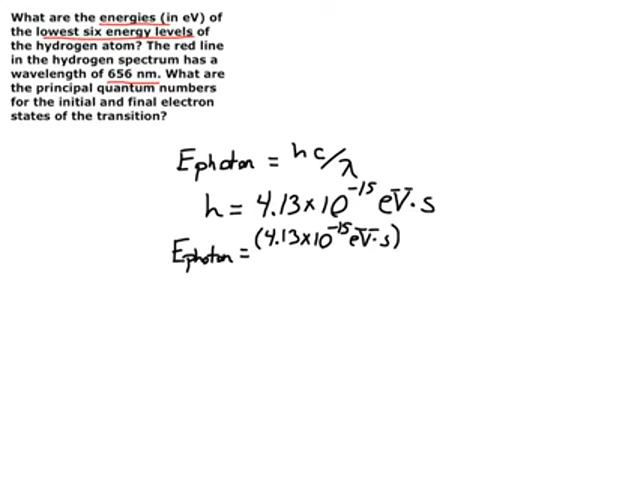 What are the energies (in eV) of
the lowest six energy levels of
the hydrogen atom? The red line
in the hydrogen spectrum has a
wavelength of 656 nm. What are
the principal quantum numbers
for the initial and final electron
states of the transition?
Ephoton = hc/λ
h = 4.13×10⁻¹⁵ eV·s
Ephoton = (4.13×10⁻¹⁵ eV·s)